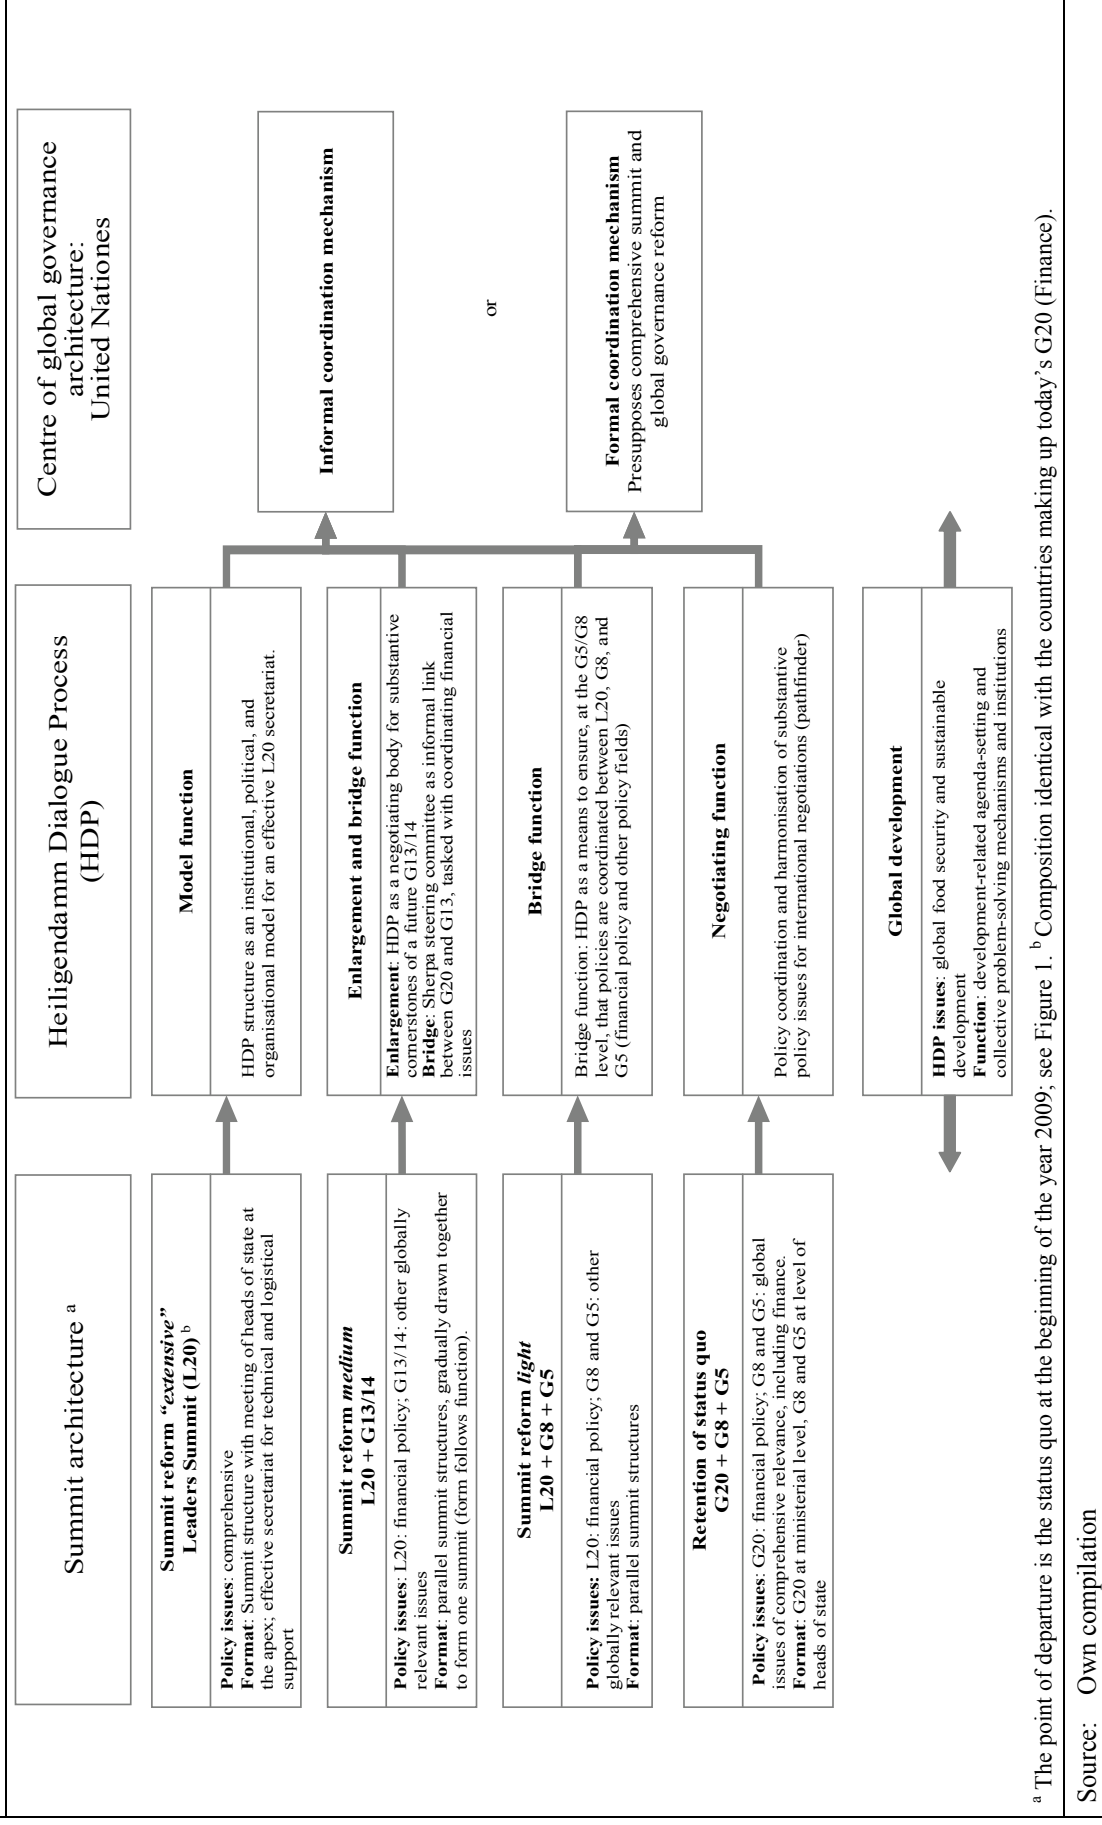 Summit architecture a
Heiligendamm Dialogue Process
(HDP)
Centre of global governance
architecture:
United Nationes
Summit reform “extensive”
Leaders Summit (L20) b
Policy issues: comprehensive
Format: Summit structure with meeting of heads of state at
the apex; effective secretariat for technical and logistical
support
Model function
HDP structure as an institutional, political, and
organisational model for an effective L20 secretariat.
Summit reform medium
L20 + G13/14
Policy issues: L20: financial policy; G13/14: other globally
relevant issues
Format: parallel summit structures, gradually drawn together
to form one summit (form follows function).
Enlargement and bridge function
Enlargement: HDP as a negotiating body for substantive
cornerstones of a future G13/14
Bridge: Sherpa steering committee as informal link
between G20 and G13, tasked with coordinating financial
issues
Summit reform light
L20 + G8 + G5
Policy issues: L20: financial policy; G8 and G5: other
globally relevant issues
Format: parallel summit structures
Bridge function
Bridge function: HDP as a means to ensure, at the G5/G8
level, that policies are coordinated between L20, G8, and
G5 (financial policy and other policy fields)
Retention of status quo
G20 + G8 + G5
Policy issues: G20: financial policy; G8 and G5: global
issues of comprehensive relevance, including finance.
Format: G20 at ministerial level, G8 and G5 at level of
heads of state
Negotiating function
Policy coordination and harmonisation of substantive
policy issues for international negotiations (pathfinder)
Global development
HDP issues: global food security and sustainable
development
Function: development-related agenda-setting and
collective problem-solving mechanisms and institutions
Informal coordination mechanism
or
Formal coordination mechanism
Presupposes comprehensive summit and
global governance reform
a The point of departure is the status quo at the beginning of the year 2009; see Figure 1. b Composition identical with the countries making up today’s G20 (Finance).
Source: Own compilation